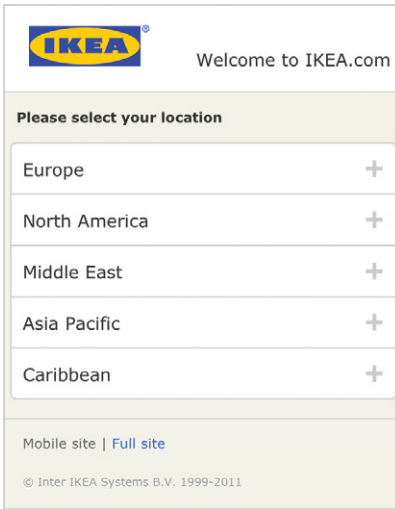 IKEA®
Welcome to IKEA.com
Please select your location
Europe
North America
Middle East
Asia Pacific
Caribbean
Mobile site | Full site
© Inter IKEA Systems B.V. 1999-2011